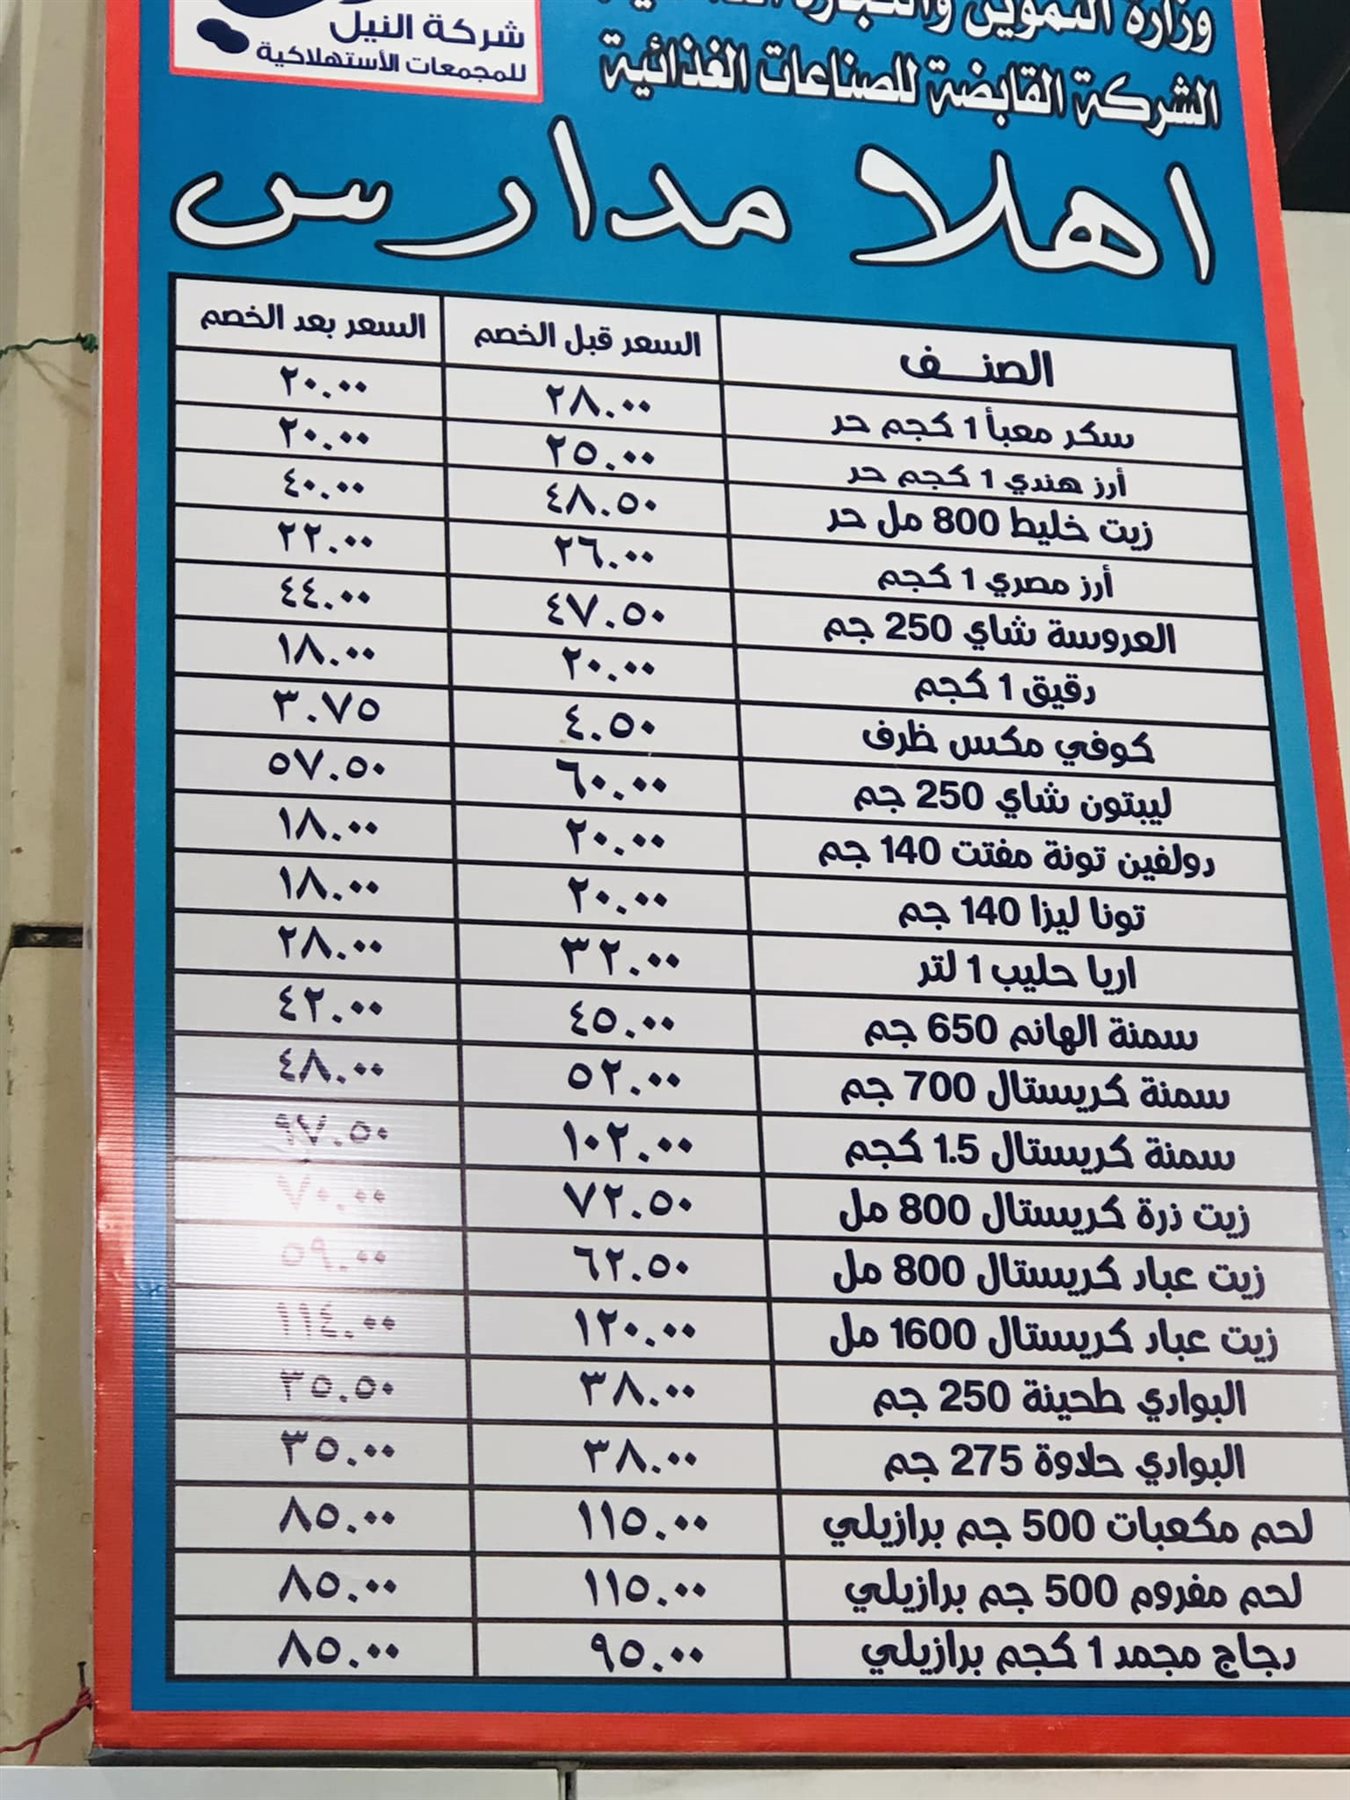 شركة النيل
للمجمعات الأستهلاكية
وزارة التموين والتجارة
الشركة القابضة للصناعات الغذائية
اهلا مدارس
الصنف السعر قبل الخصم السعر بعد الخصم
سكر معبأ 1 كجم حر ٢٨.٠٠ ٢٠.٠٠
أرز هندي 1 كجم حر ٢٥.٠٠ ٢٠.٠٠
زيت خليط 800 مل حر ٤٨.٥٠ ٤٠.٠٠
أرز مصري 1 كجم ٢٦.٠٠ ٢٢.٠٠
العروسة شاي 250 جم ٤٧.٥٠ ٤٤.٠٠
دقيق 1 كجم ٢٠.٠٠ ١٨.٠٠
كوفي مكس ظرف ٤.٥٠ ٣.٧٥
ليبتون شاي 250 جم ٦٠.٠٠ ٥٧.٥٠
دولفين تونة مفتت 140 جم ٢٠.٠٠ ١٨.٠٠
تونا ليزا 140 جم ٢٠.٠٠ ١٨.٠٠
اريا حليب 1 لتر ٣٢.٠٠ ٢٨.٠٠
سمنة الهانم 650 جم ٤٥.٠٠ ٤٢.٠٠
سمنة كريستال 700 جم ٥٢.٠٠ ٤٨.٠٠
سمنة كريستال 1.5 كجم ١٠٢.٠٠ ٩٧.٥٠
زيت ذرة كريستال 800 مل ٧٢.٥٠ ٧٠.٠٠
زيت عباد كريستال 800 مل ٦٢.٥٠ ٥٩.٠٠
زيت عباد كريستال 1600 مل ١٢٠.٠٠ ١١٤.٠٠
البوادي طحينة 250 جم ٣٨.٠٠ ٣٥.٥٠
البوادي حلاوة 275 جم ٣٨.٠٠ ٣٥.٠٠
لحم مكعبات 500 جم برازيلي ١١٥.٠٠ ٨٥.٠٠
لحم مفروم 500 جم برازيلي ١١٥.٠٠ ٨٥.٠٠
دجاج مجمد 1 كجم برازيلي ٩٥.٠٠ ٨٥.٠٠